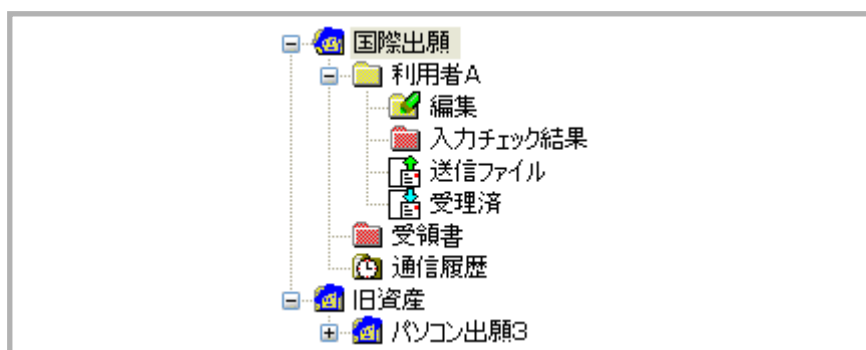 国際出願
利用者A
編集
入力チェック結果
送信ファイル
受理済
受領書
通信履歴
旧資産
パソコン出願3